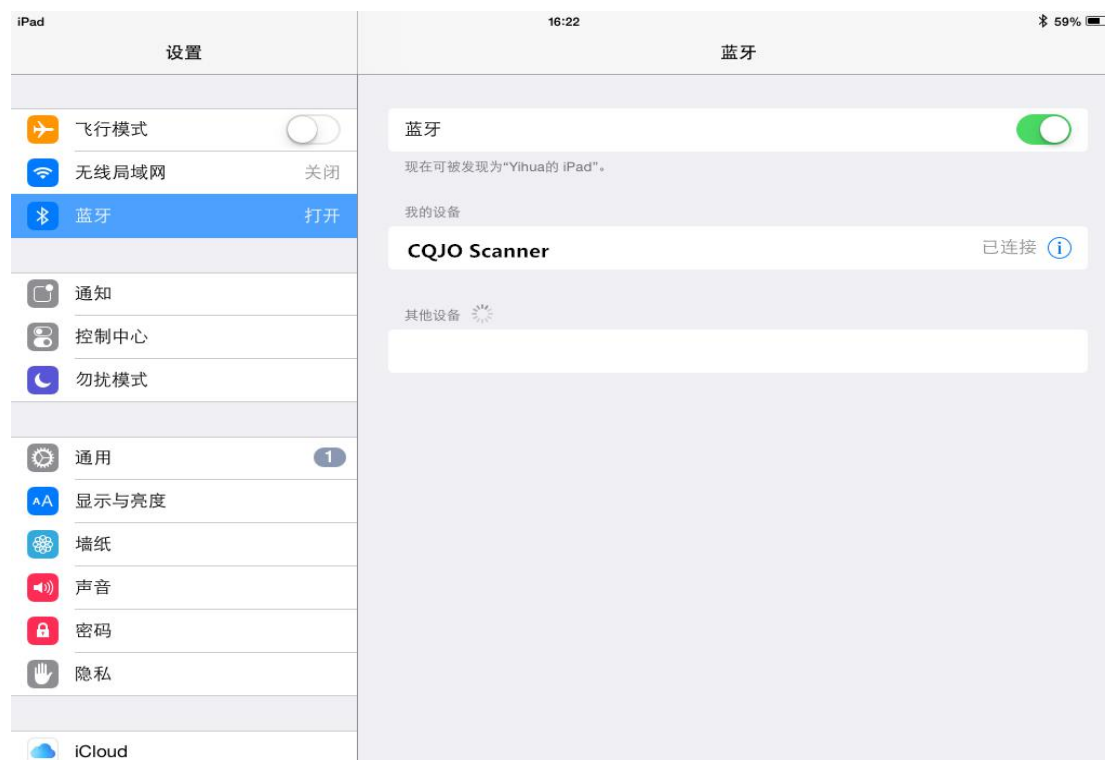 iPad 16:22 59%
设置
飞行模式
无线局域网 关闭
蓝牙 打开
通知
控制中心
勿扰模式
通用 1
AA 显示与亮度
墙纸
声音
密码
隐私
iCloud
蓝牙
蓝牙
现在可被发现为“Yihua的 iPad”。
我的设备
CQJO Scanner 已连接 i
其他设备